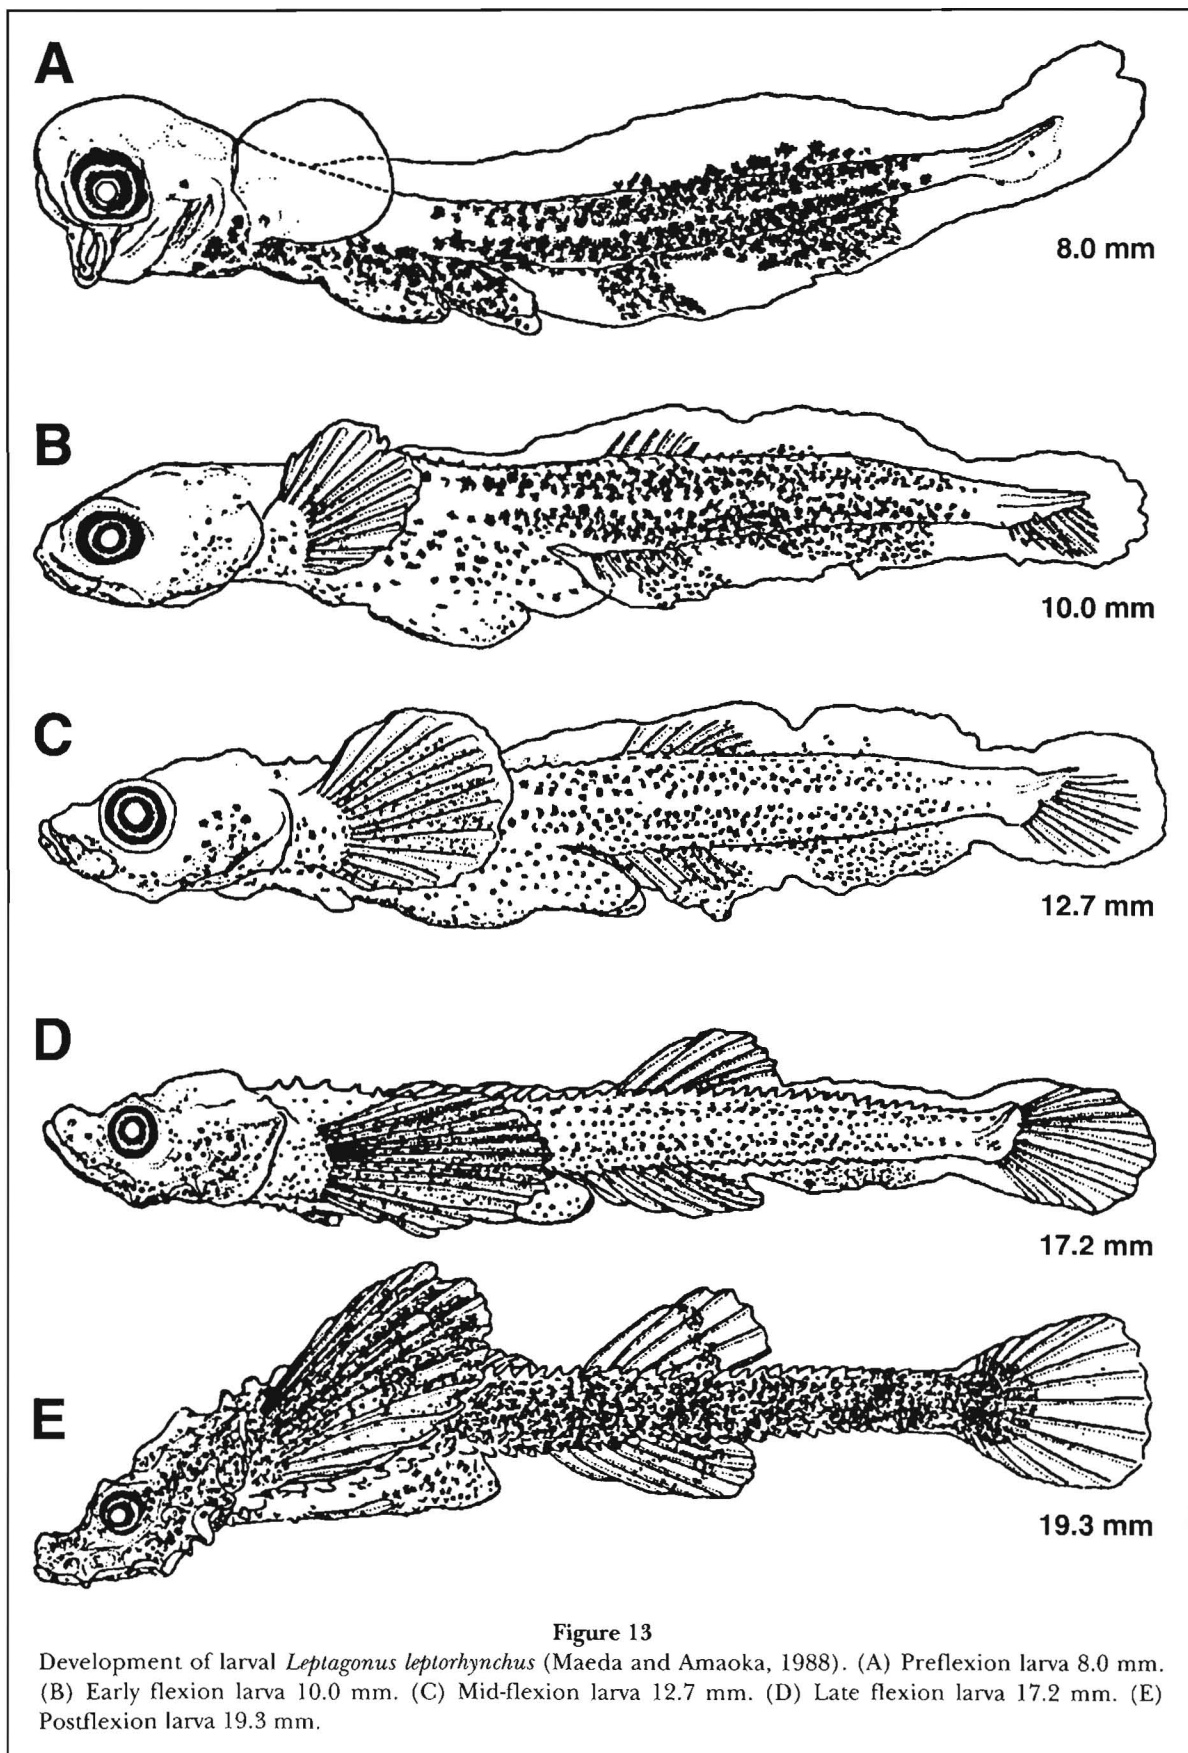 A
8.0 mm
B
10.0 mm
C
12.7 mm
D
17.2 mm
E
19.3 mm
Figure 13
Development of larval Leptagonus leptorhynchus (Maeda and Amaoka, 1988). (A) Preflexion larva 8.0 mm.
(B) Early flexion larva 10.0 mm. (C) Mid-flexion larva 12.7 mm. (D) Late flexion larva 17.2 mm. (E)
Postflexion larva 19.3 mm.